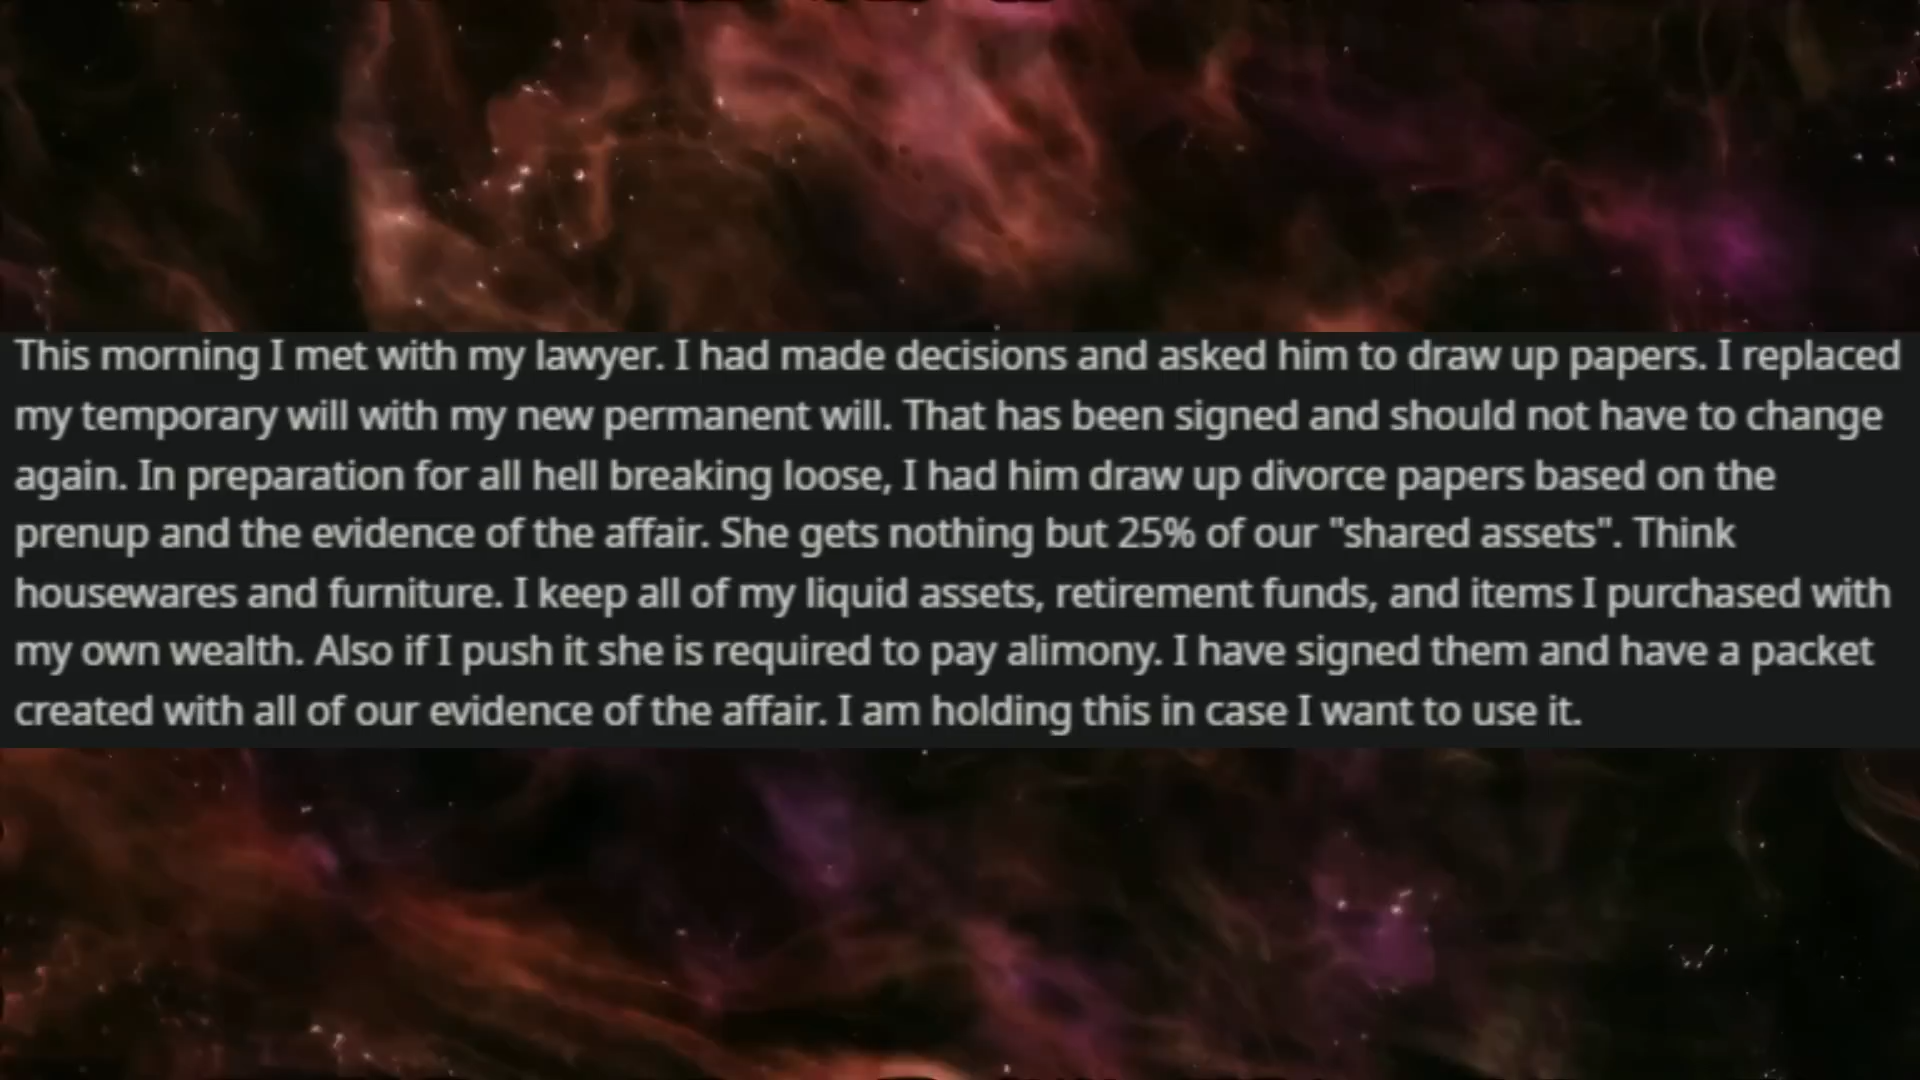 This morning I met with my lawyer. I had made decisions and asked him to draw up papers. I replaced
my temporary will with my new permanent will. That has been signed and should not have to change
again. In preparation for all hell breaking loose, I had him draw up divorce papers based on the
prenup and the evidence of the affair. She gets nothing but 25% of our "shared assets". Think
housewares and furniture. I keep all of my liquid assets, retirement funds, and items I purchased with
my own wealth. Also if I push it she is required to pay alimony. I have signed them and have a packet
created with all of our evidence of the affair. I am holding this in case I want to use it.